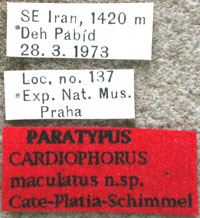 SE Iran, 1420 m
Deh Pabíd
28. 3. 1973
Loc. no. 137
Exp. Nat. Mus.
Praha
PARATYPUS
CARDIOPHORUS
maculatus n.sp.
Cate-Platia-Schimmel